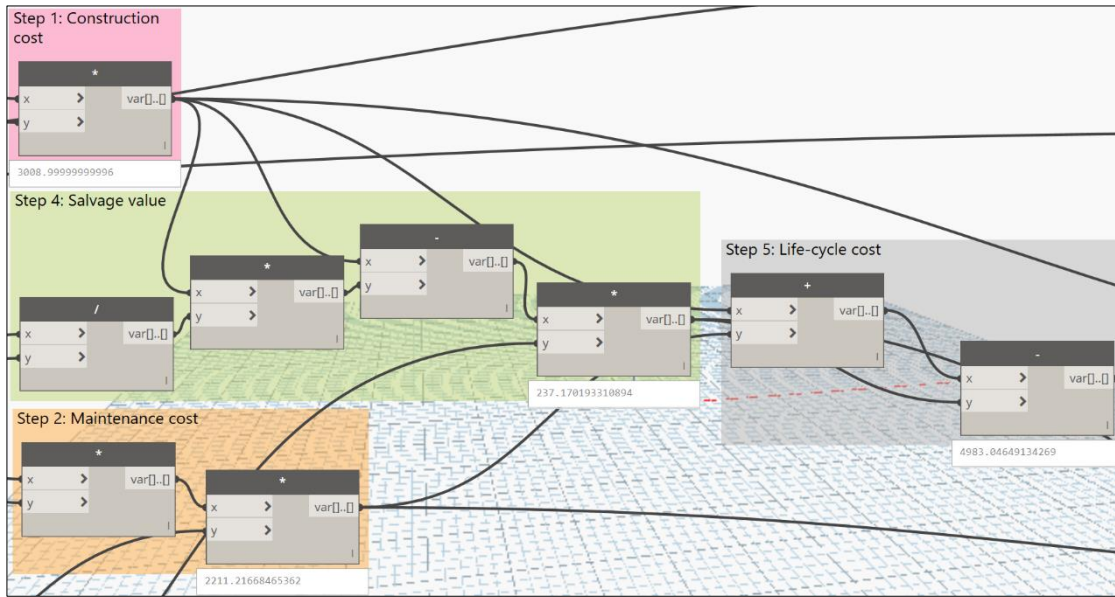 Step 1: Construction
cost
*
x > var[]..[]
y >
l
3008.99999999996
Step 4: Salvage value
-
x > var[]..[]
y >
l
*
x > var[]..[]
y >
l
/
x > var[]..[]
y >
l
*
x > var[]..[]
y >
l
237.170193310894
Step 5: Life-cycle cost
+
x > var[]..[]
y >
l
-
x > var[]..[]
y >
l
4983.04649134269
Step 2: Maintenance cost
*
x > var[]..[]
y >
l
*
x > var[]..[]
y >
l
2211.21668465362